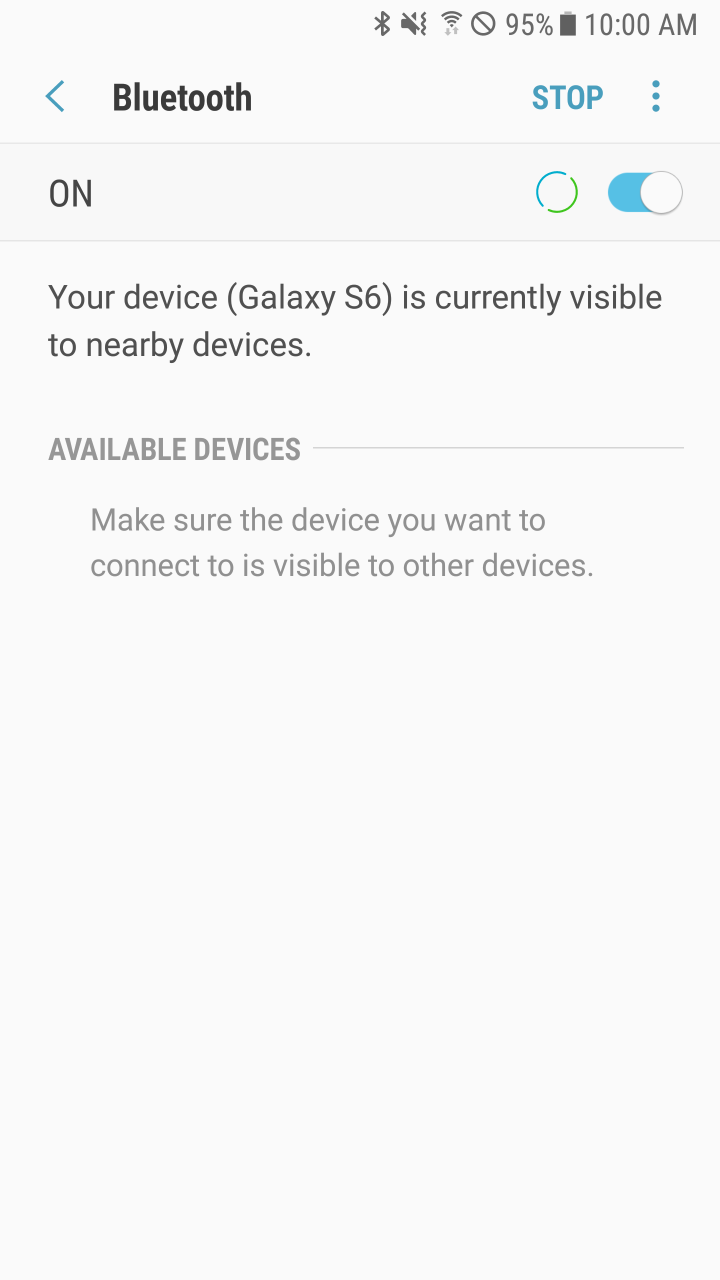 95% 10:00 AM
Bluetooth STOP
ON
Your device (Galaxy S6) is currently visible
to nearby devices.
AVAILABLE DEVICES
Make sure the device you want to
connect to is visible to other devices.